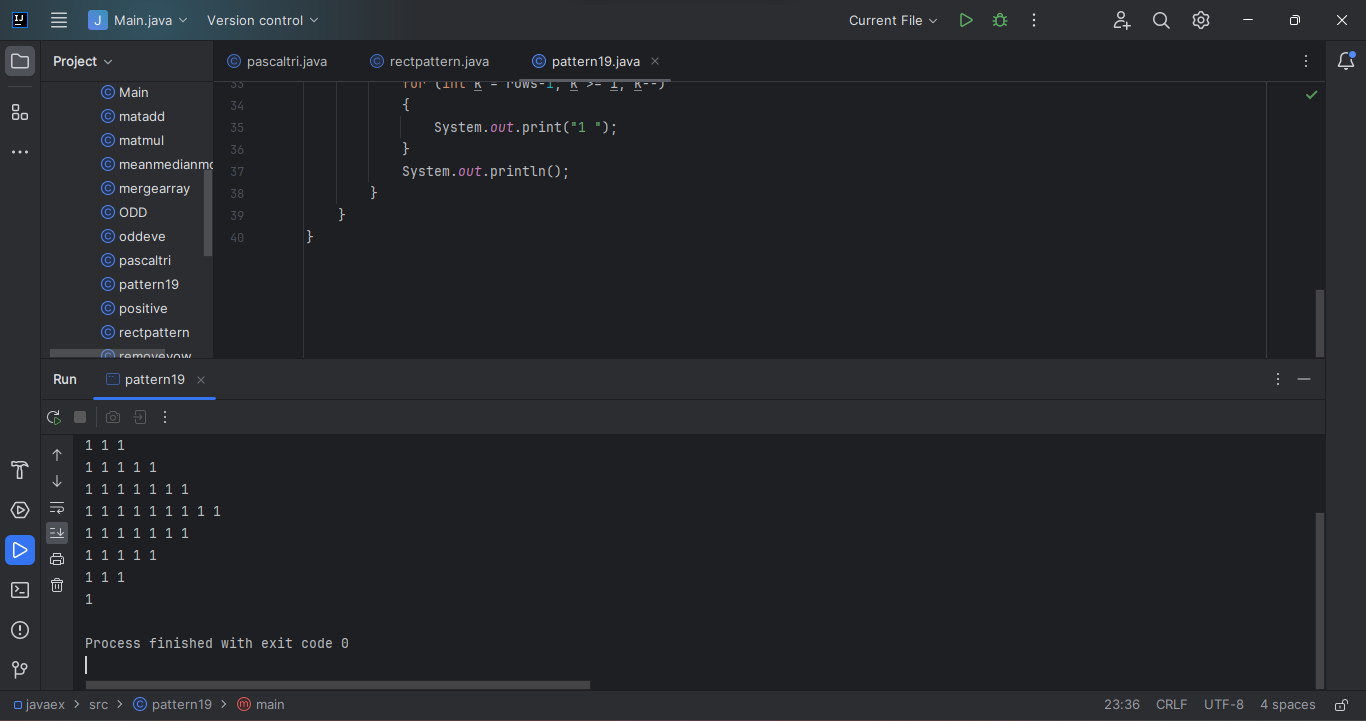 J Main.java Version control Current File
Project
pascaltri.java rectpattern.java pattern19.java
Main
matadd
matmul
meanmedianmo
mergearray
ODD
oddeve
pascaltri
pattern19
positive
rectpattern
removevow
33 for (int k = rows-1; k >= i; k--)
34 {
35 System.out.print("1 ");
36 }
37 System.out.println();
38 }
39 }
40 }
Run pattern19
1 1 1
1 1 1 1 1
1 1 1 1 1 1 1
1 1 1 1 1 1 1 1 1
1 1 1 1 1 1 1
1 1 1 1 1
1 1 1
1
Process finished with exit code 0
javaex > src > pattern19 > main 23:36 CRLF UTF-8 4 spaces